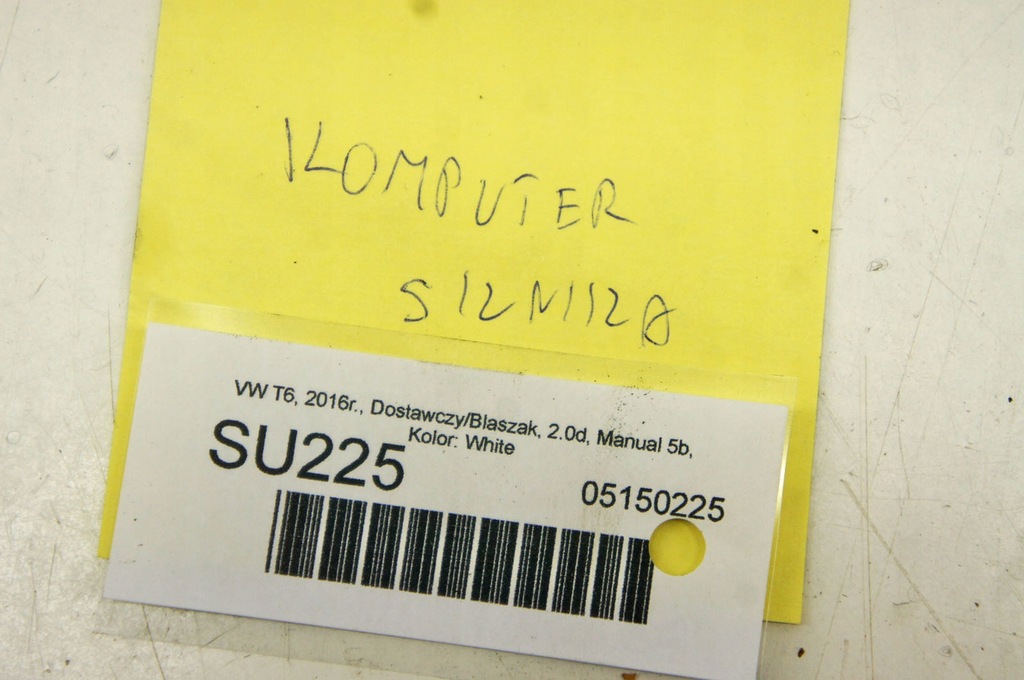 KOMPUTER
SILNIKA
VW T6, 2016r., Dostawczy/Blaszak, 2.0d, Manual 5b,
Kolor: White
SU225
05150225